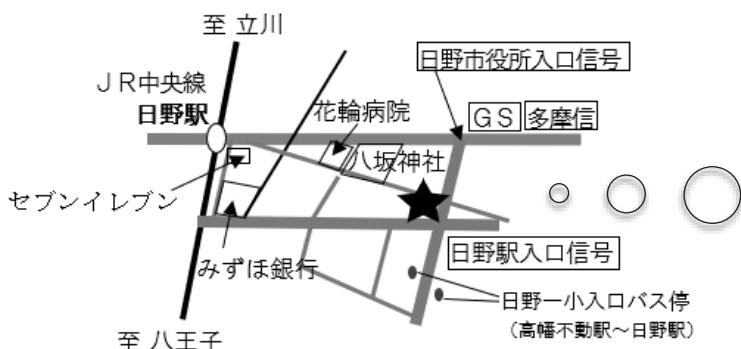 至 立川
日野市役所入口信号
JR中央線
日野駅
花輪病院
GS
多摩信
八坂神社
セブンイレブン
日野駅入口信号
みずほ銀行
日野一小入口バス停
(高幡不動駅~日野駅)
至 八王子